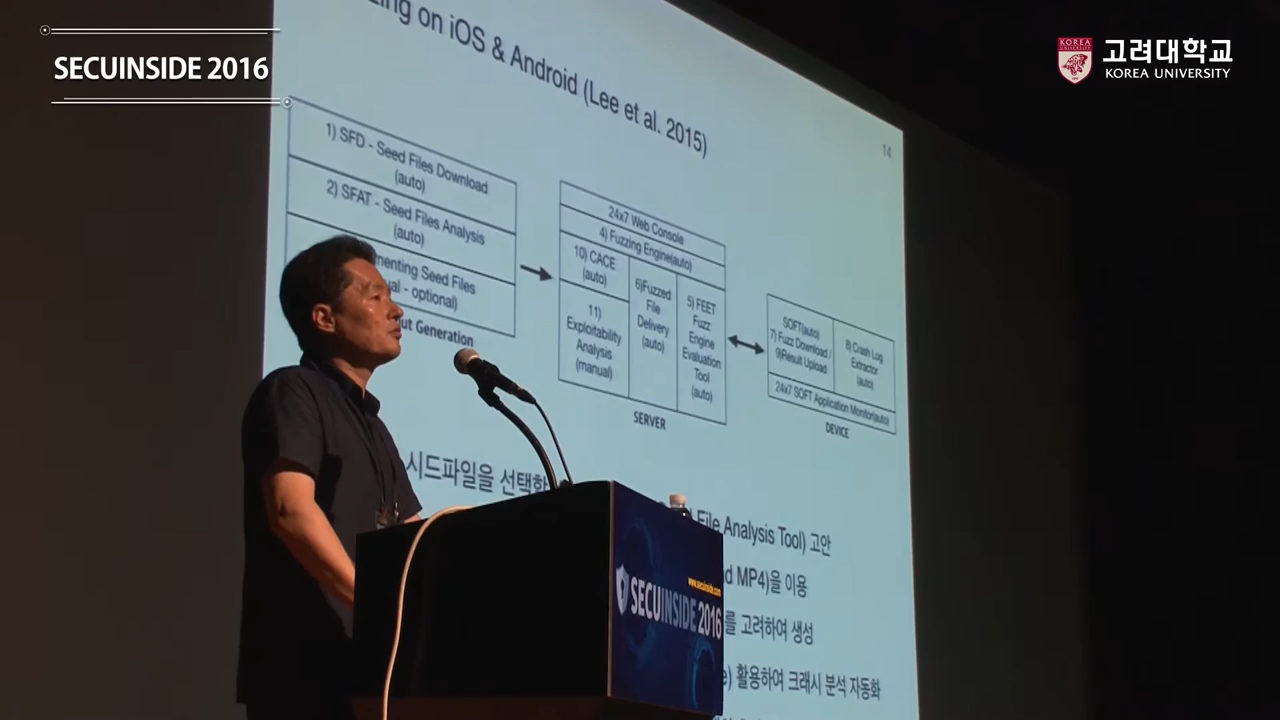 SECUINSIDE 2016
고려대학교
KOREA UNIVERSITY
on iOS & Android (Lee et al. 2015)
14
1) SFD - Seed Files Download
(auto)
2) SFAT - Seed Files Analysis
(auto)
menting Seed Files
al - optional)
ut Generation
24x7 Web Console
4) Fuzzing Engine(auto)
10) CACE
(auto)
11)
Exploitability
Analysis
(manual)
6)Fuzzed
File
Delivery
(auto)
5) FEET
Fuzz
Engine
Evaluation
Tool
(auto)
SERVER
SOFT(auto)
7) Fuzz Download /
9)Result Upload
8) Crash Log
Extractor
(auto)
24x7 SOFT Application Monitor(auto)
DEVICE
시드파일을
File Analysis Tool) 고안
d MP4)을 이용
를 고려하여 생성
e) 활용하여 크래시 분석 자동화
www.secuinside.com
SECUINSIDE 2016